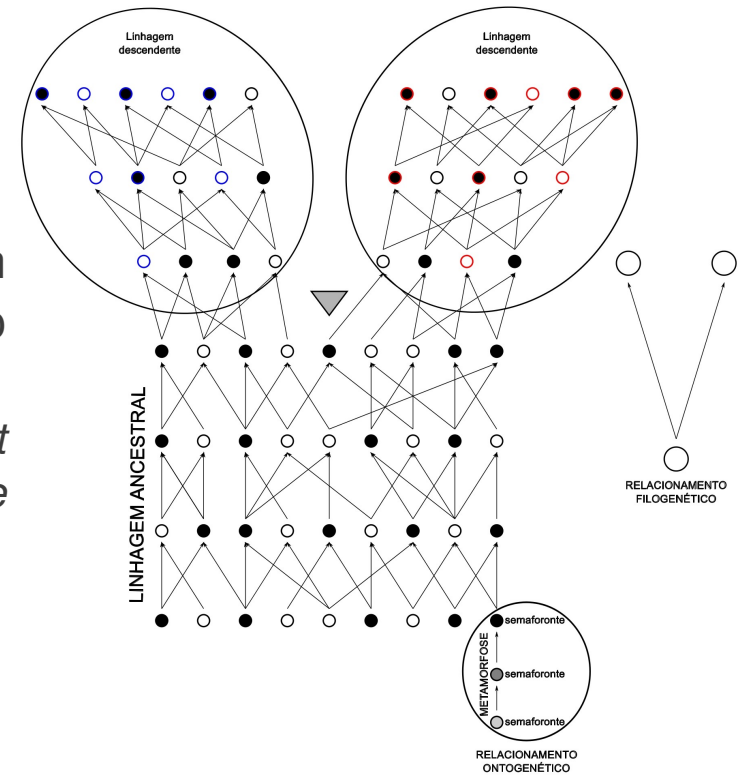 Linhagem
descendente
Linhagem
descendente
LINHAGEM ANCESTRAL
RELACIONAMENTO
FILOGENÉTICO
METAMORFOSE
semaforonte
semaforonte
semaforonte
RELACIONAMENTO
ONTOGENÉTICO